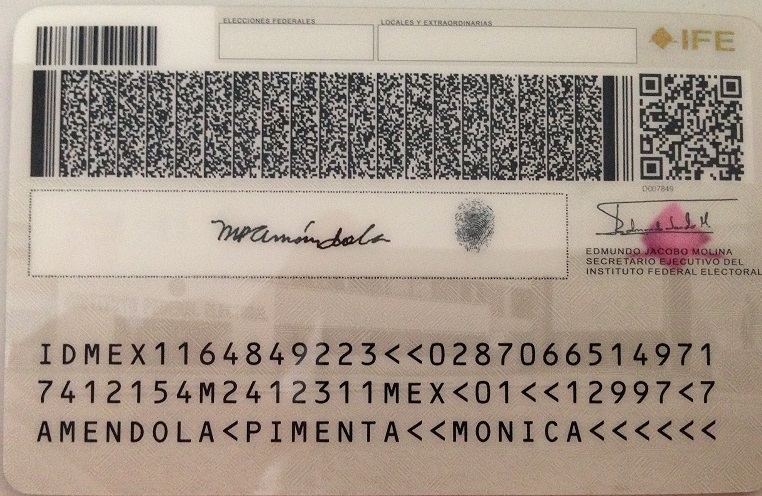 ELECCIONES FEDERALES
LOCALES Y EXTRAORDINARIAS
IFE
D007849
EDMUNDO JACOBO MOLINA
SECRETARIO EJECUTIVO DEL
INSTITUTO FEDERAL ELECTORAL
IDMEX1164849223<<0287066514971
7412154M2412311MEX<01<<12997<7
AMENDOLA<PIMENTA<<MONICA<<<<<<